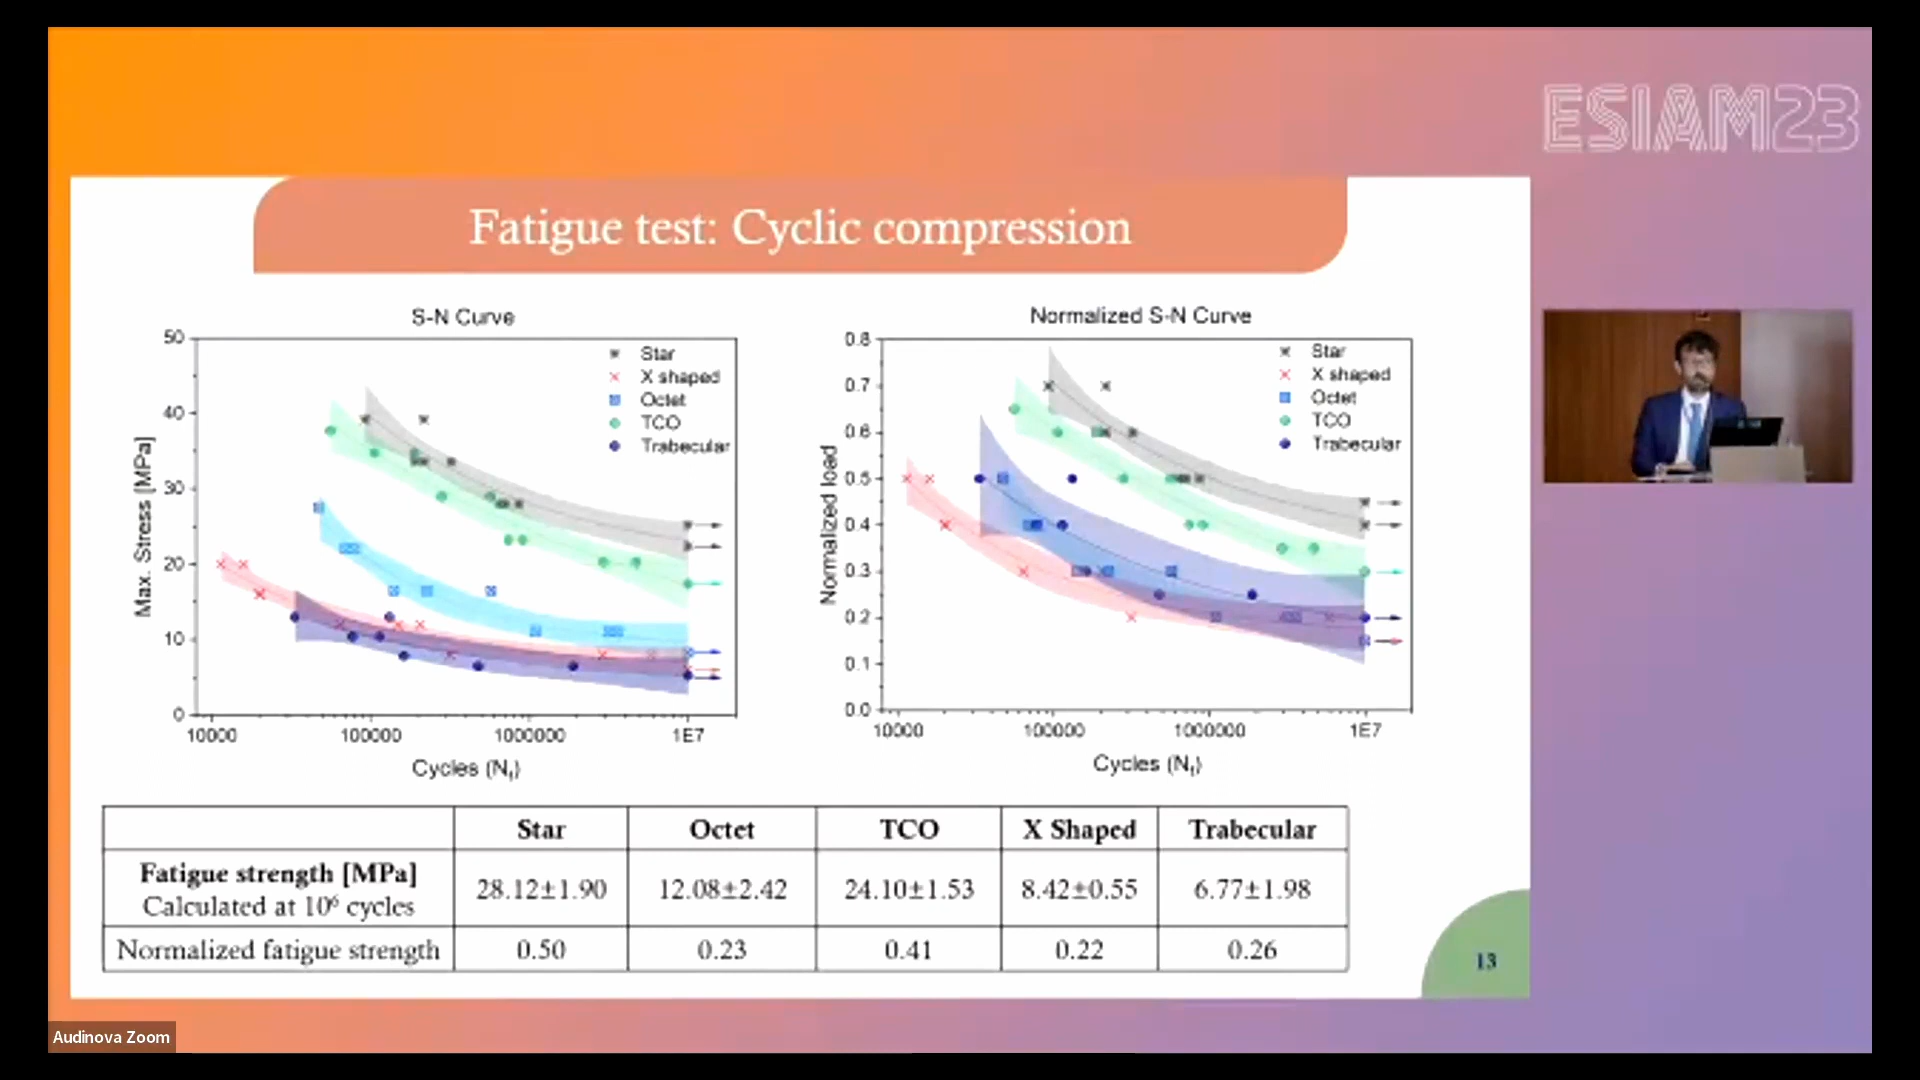 ESIAM23
Fatigue test: Cyclic compression
S-N Curve
50
40
30
20
10
0
Max. Stress [MPa]
Star
X shaped
Octet
TCO
Trabecular
10000 100000 1000000 1E7
Cycles (Nf)
Normalized S-N Curve
0.8
0.7
0.6
0.5
0.4
0.3
0.2
0.1
0.0
Normalized load
Star
X shaped
Octet
TCO
Trabecular
10000 100000 1000000 1E7
Cycles (Nf)
Star Octet TCO X Shaped Trabecular
Fatigue strength [MPa]
Calculated at 10⁶ cycles
28.12±1.90 12.08±2.42 24.10±1.53 8.42±0.55 6.77±1.98
Normalized fatigue strength 0.50 0.23 0.41 0.22 0.26
13
Audinova Zoom